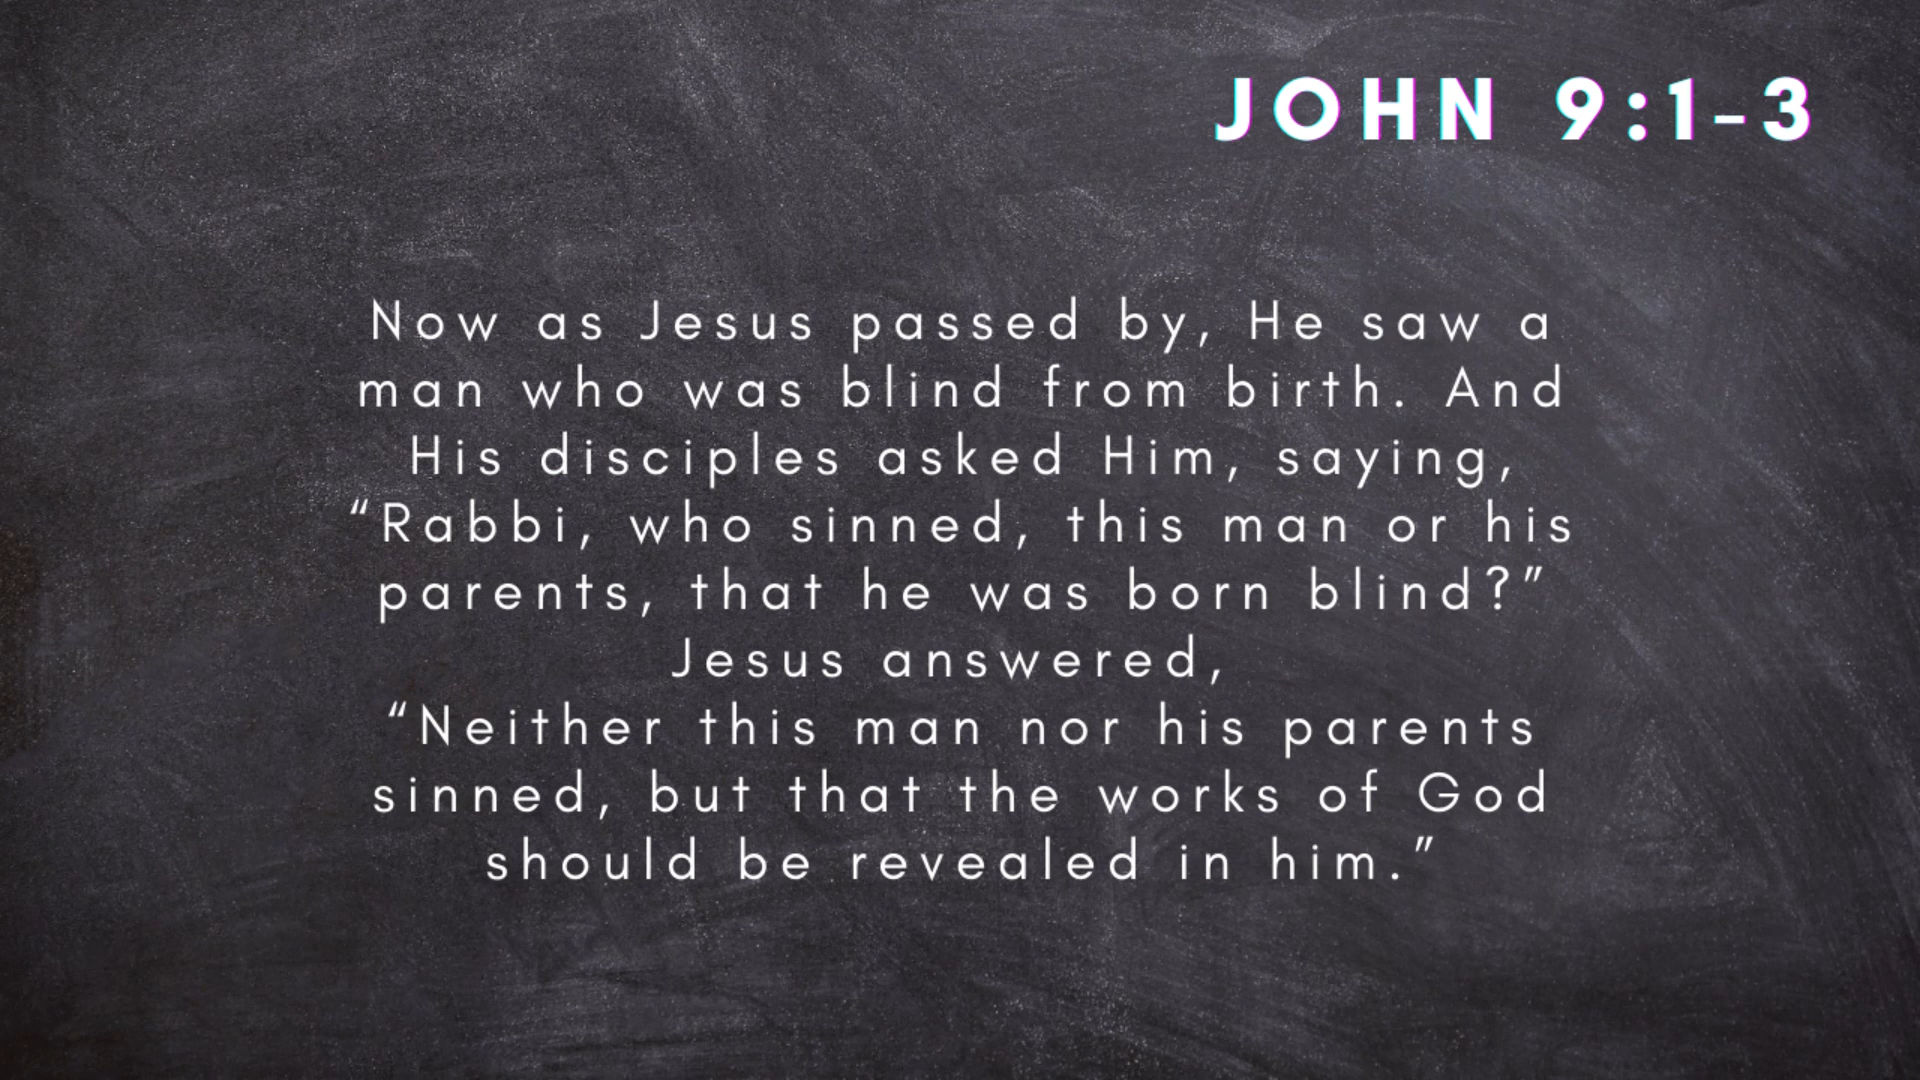 JOHN 9:1-3
Now as Jesus passed by, He saw a
man who was blind from birth. And
His disciples asked Him, saying,
“Rabbi, who sinned, this man or his
parents, that he was born blind?”
Jesus answered,
“Neither this man nor his parents
sinned, but that the works of God
should be revealed in him.”